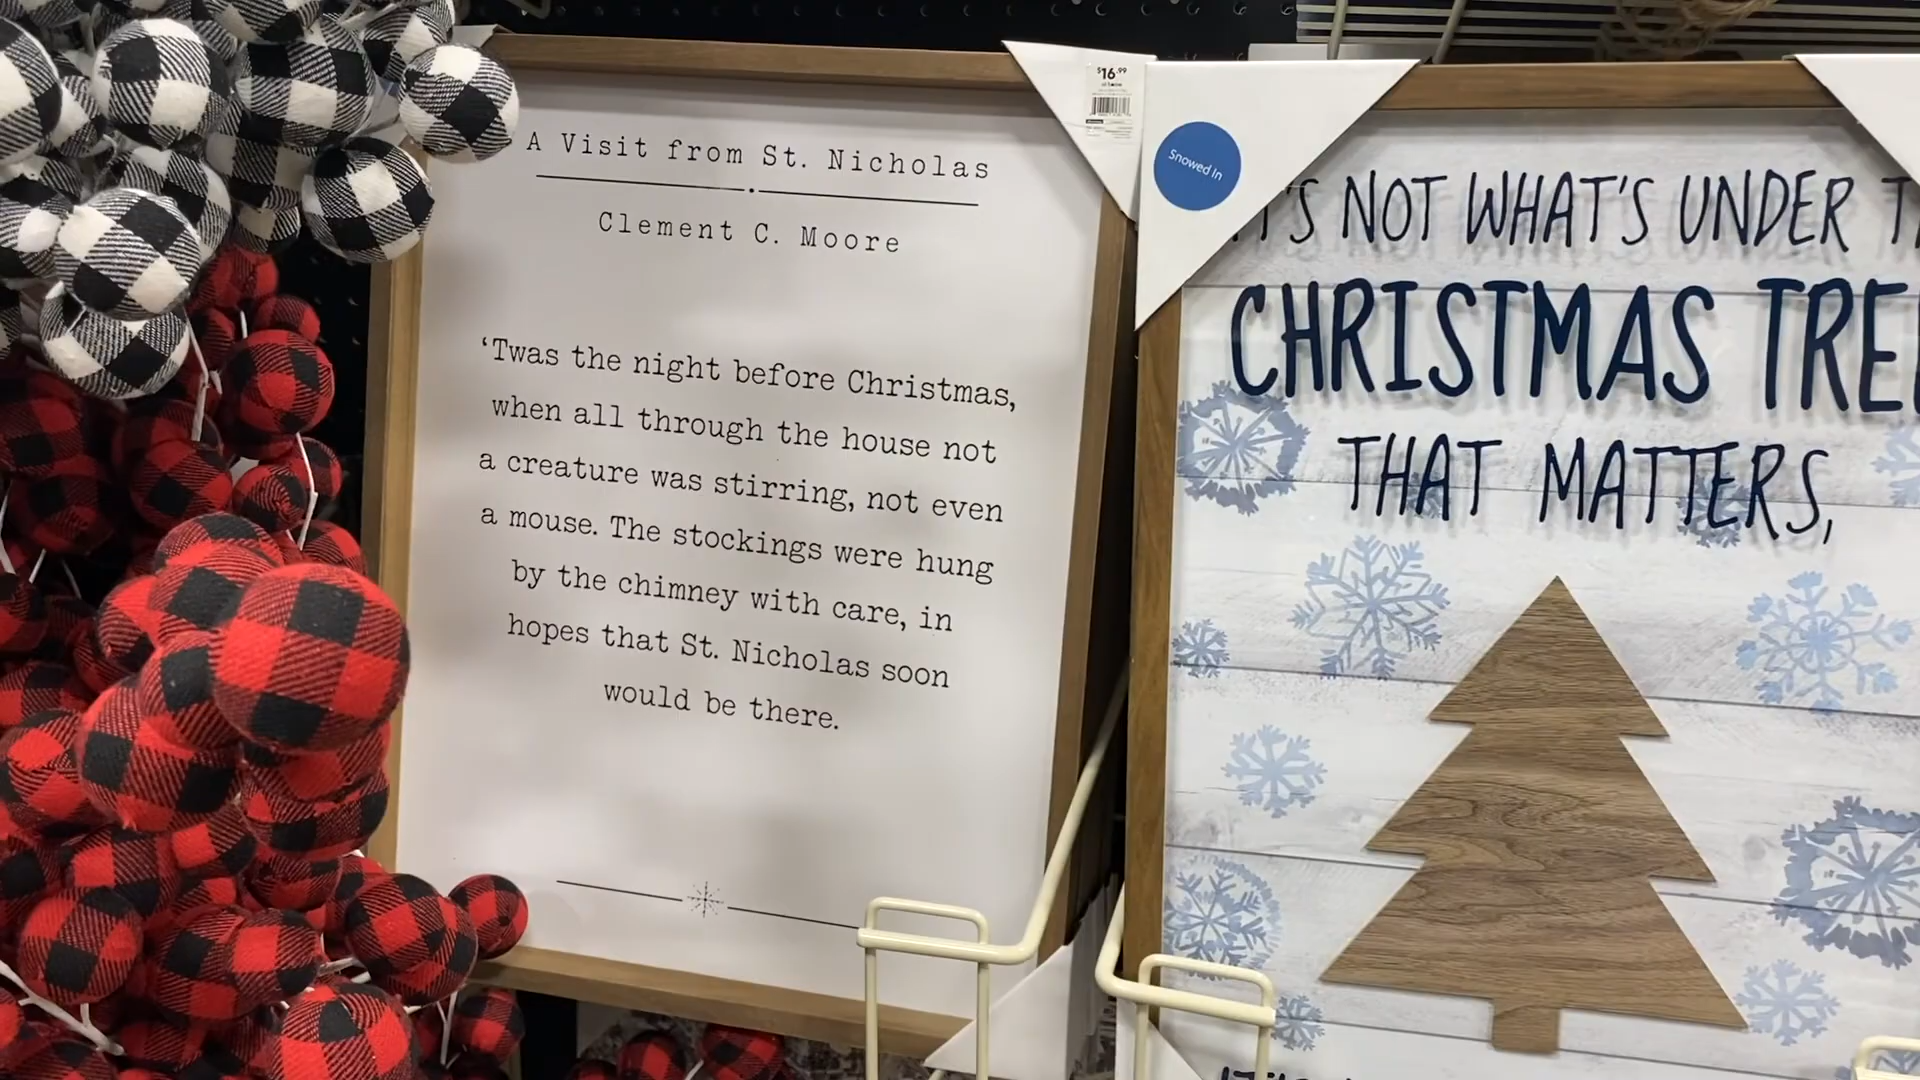 A Visit from St. Nicholas
Clement C. Moore
‘Twas the night before Christmas,
when all through the house not
a creature was stirring, not even
a mouse. The stockings were hung
by the chimney with care, in
hopes that St. Nicholas soon
would be there.
$16.99
Snowed In
NOT WHAT'S UNDER
CHRISTMAS TREE
THAT MATTERS,